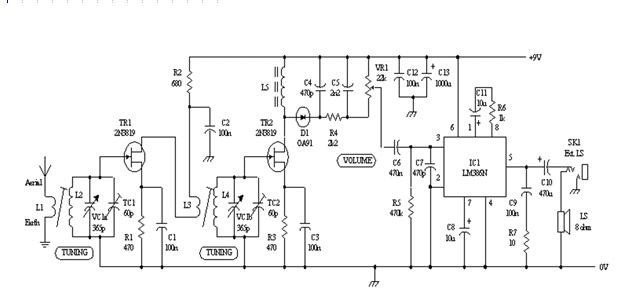 +9V
R2
680
L5
C4
470p
C5
2n2
VR1
22k
C12
100n
C13
1000u
C11
10u
R6
1k
TR1
2N3819
C2
100n
TR2
2N3819
D1
OA91
R4
2k2
VOLUME
6
1
8
3
2
5
7
4
IC1
LM386N
SK1
Ext. LS
Aerial
L1
Earth
L2
VC1a
365p
TC1
60p
L3
L4
VC1b
365p
TC2
60p
C6
470n
C7
470p
C10
470u
R1
470
C1
100n
R3
470
C3
100n
R5
470k
C8
10u
C9
100n
R7
10
LS
8 ohm
TUNING
TUNING
0V